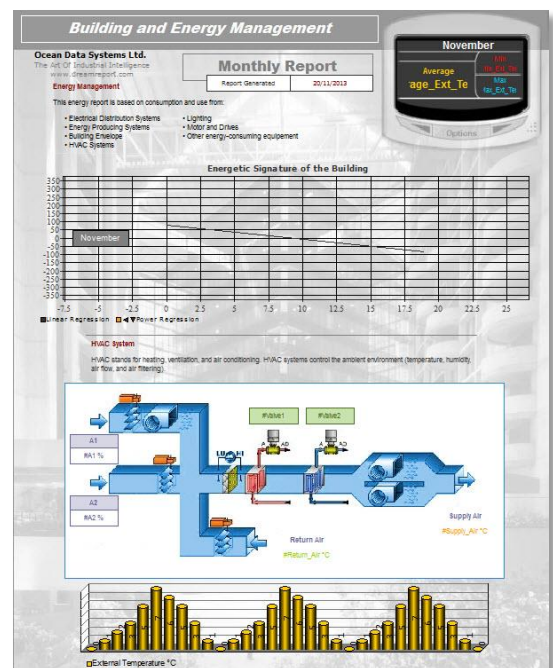 Building and Energy Management
Ocean Data Systems Ltd.
The Art Of Industrial Intelligence
www.dreamreport.com
Energy Management
Monthly Report
Report Generated 20/11/2013
November
Average
age_Ext_Te
Min
Max
Options
This energy report is based on consumption and use from:
• Electrical Distribution Systems
• Energy Producing Systems
• Building Envelope
• HVAC Systems
• Lighting
• Motor and Drives
• Other energy-consuming equipment
Energetic Signature of the Building
350
300
250
200
150
100
50
0
-50
-100
-150
-200
-250
-300
-350
November
-7.5 -5 -2.5 0 2.5 5 7.5 10 12.5 15 17.5 20 22.5 25
Linear Regression Power Regression
HVAC System
HVAC stands for heating, ventilation, and air conditioning. HVAC systems control the ambient environment (temperature, humidity,
air flow, and air filtering).
#Valve1 #Valve2
A1
#A1 %
LO HI
A AO A AO
A2
#A2 %
Supply Air
#Supply_Air °C
Return Air
#Return_Air °C
External Temperature °C